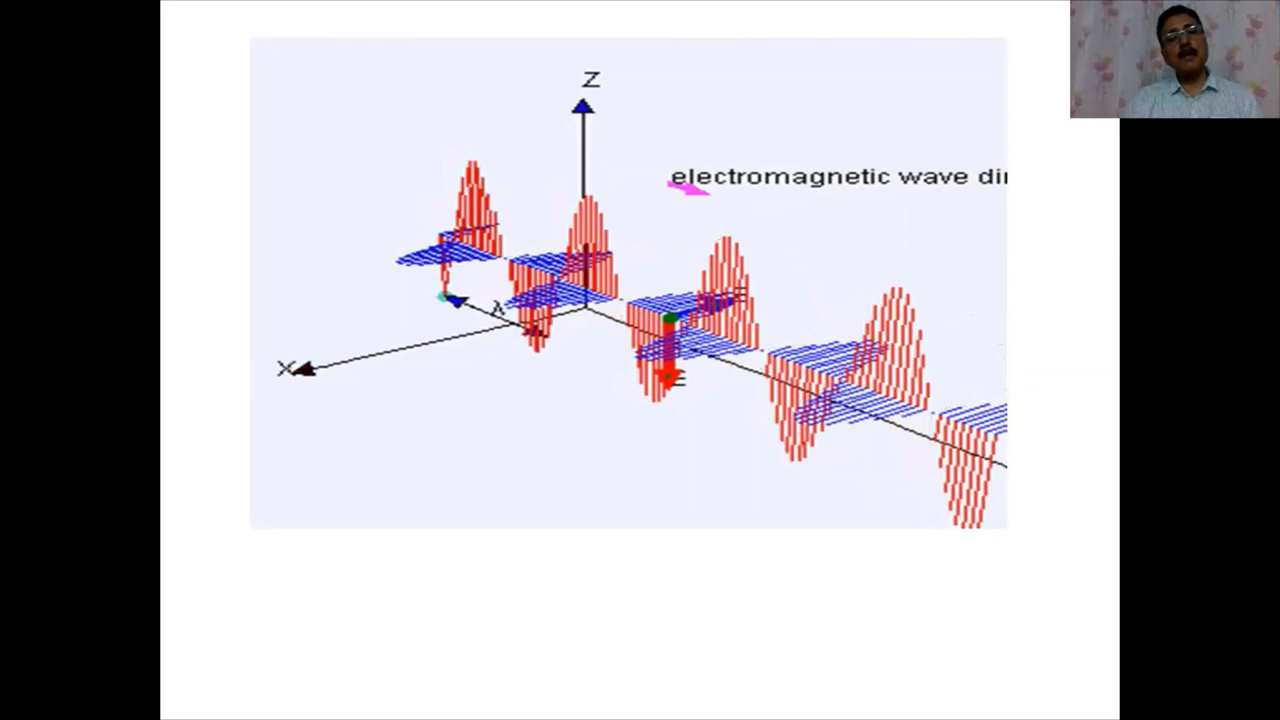 Z
electromagnetic wave dir
λ
X
E